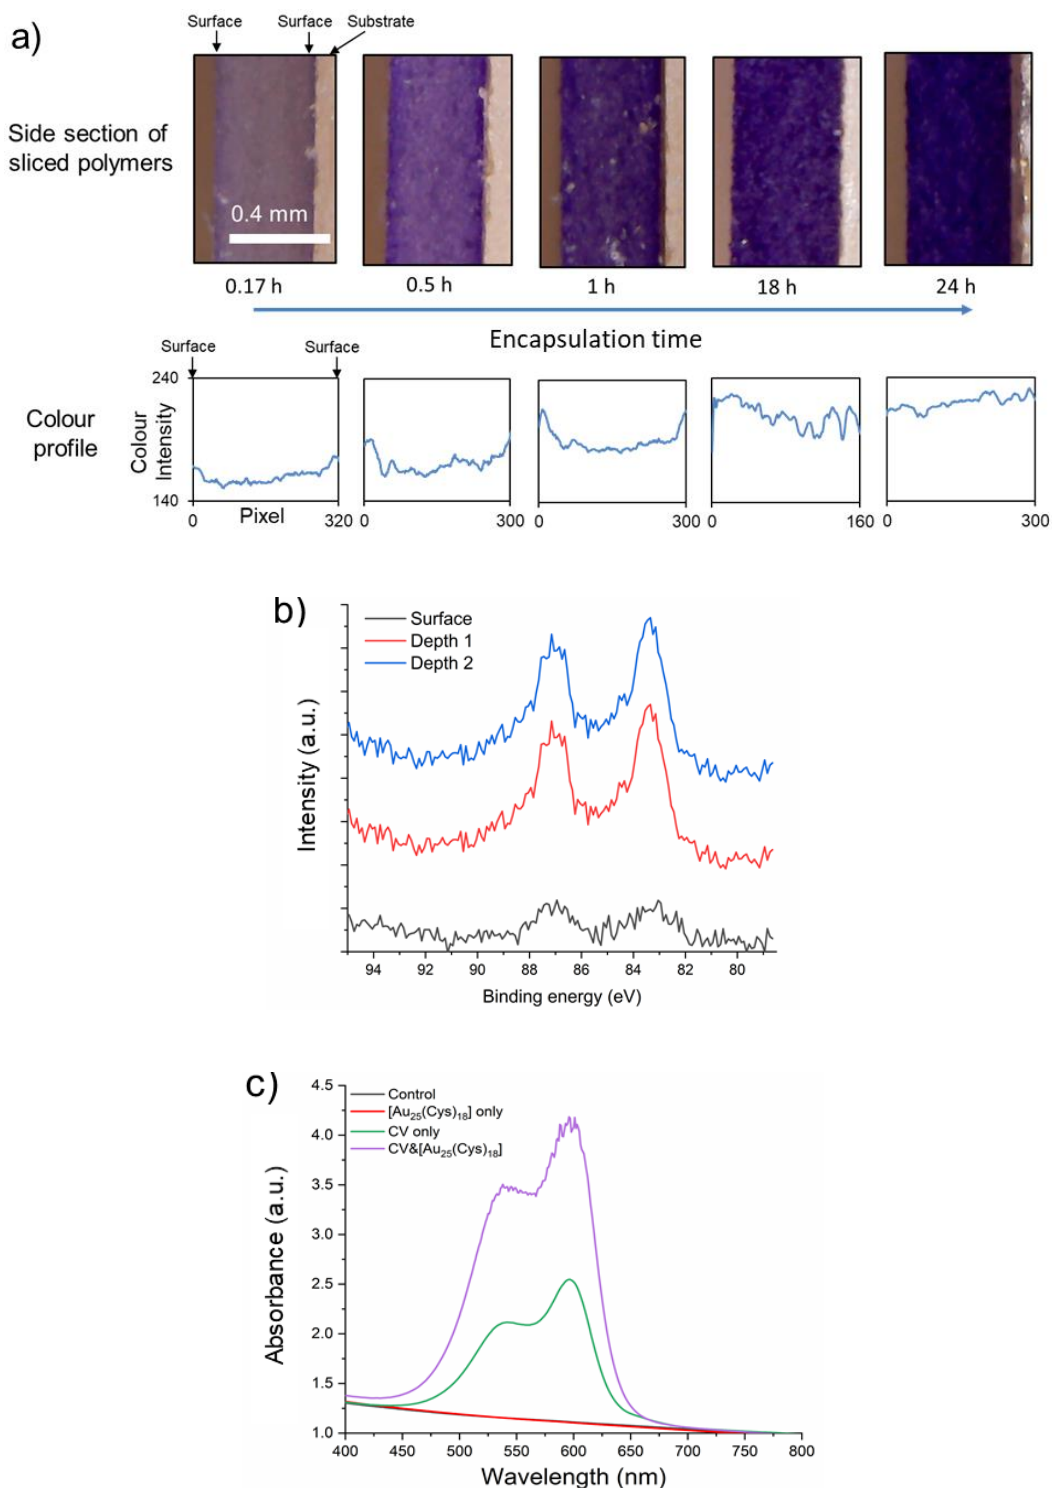 a)
Surface Surface Substrate
Side section of
sliced polymers
0.4 mm
0.17 h 0.5 h 1 h 18 h 24 h
Encapsulation time
Surface Surface
Colour
profile
Colour
Intensity
240
140
0 Pixel 320 0 300 0 300 0 160 0 300
b)
Surface
Depth 1
Depth 2
Intensity (a.u.)
94 92 90 88 86 84 82 80
Binding energy (eV)
c)
Control
[Au₂₅(Cys)₁₈] only
CV only
CV&[Au₂₅(Cys)₁₈]
Absorbance (a.u.)
4.5
4.0
3.5
3.0
2.5
2.0
1.5
1.0
400 450 500 550 600 650 700 750 800
Wavelength (nm)